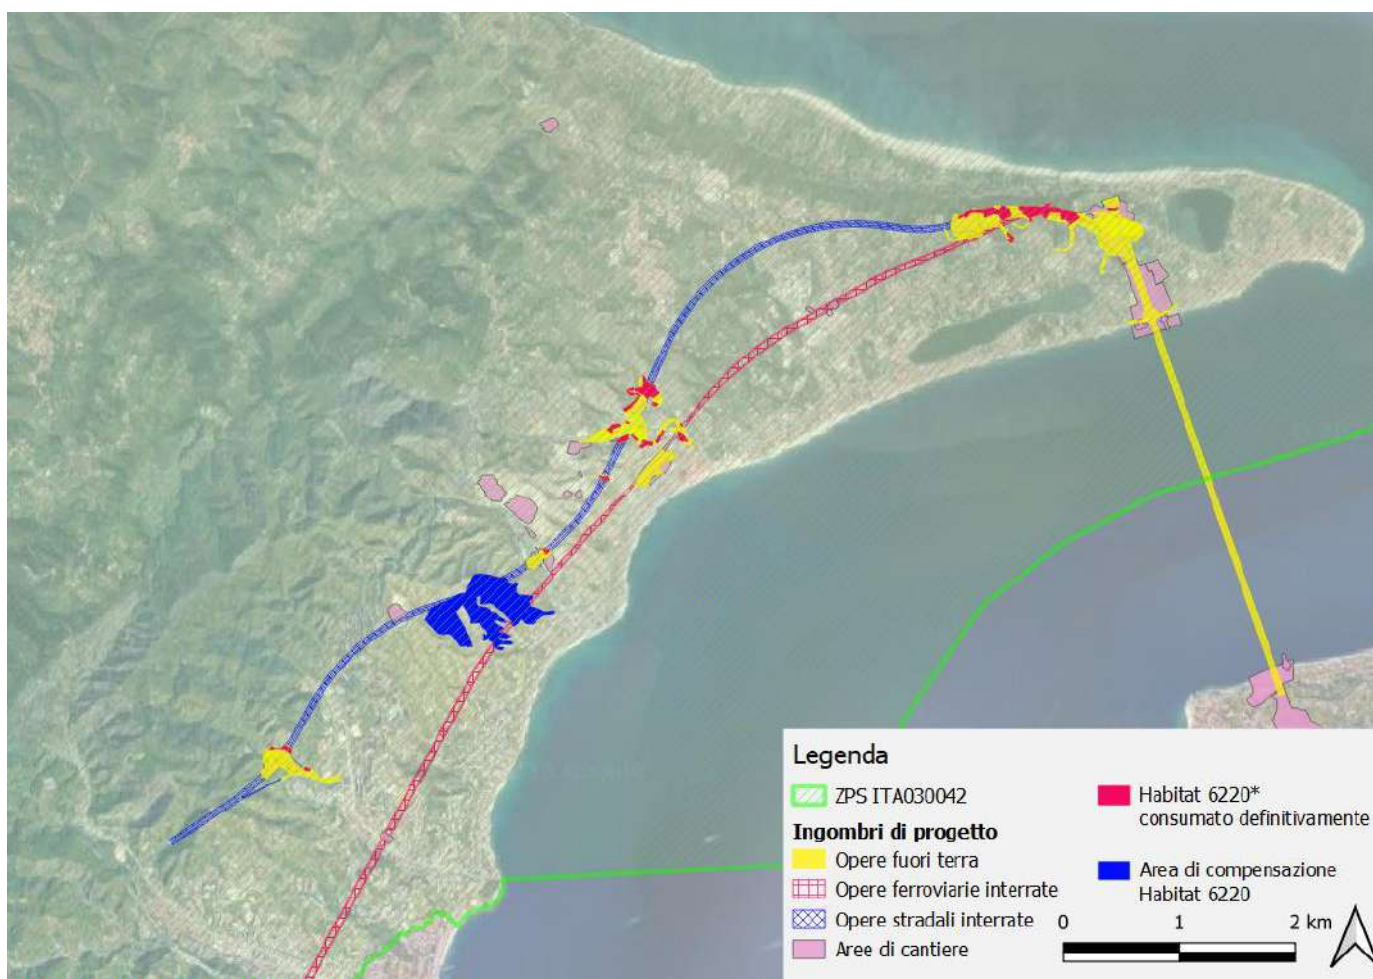 Legenda
ZPS ITA030042
Ingombri di progetto
Opere fuori terra
Opere ferroviarie interrate
Opere stradali interrate
Aree di cantiere
Habitat 6220*
consumato definitivamente
Area di compensazione
Habitat 6220
0 1 2 km